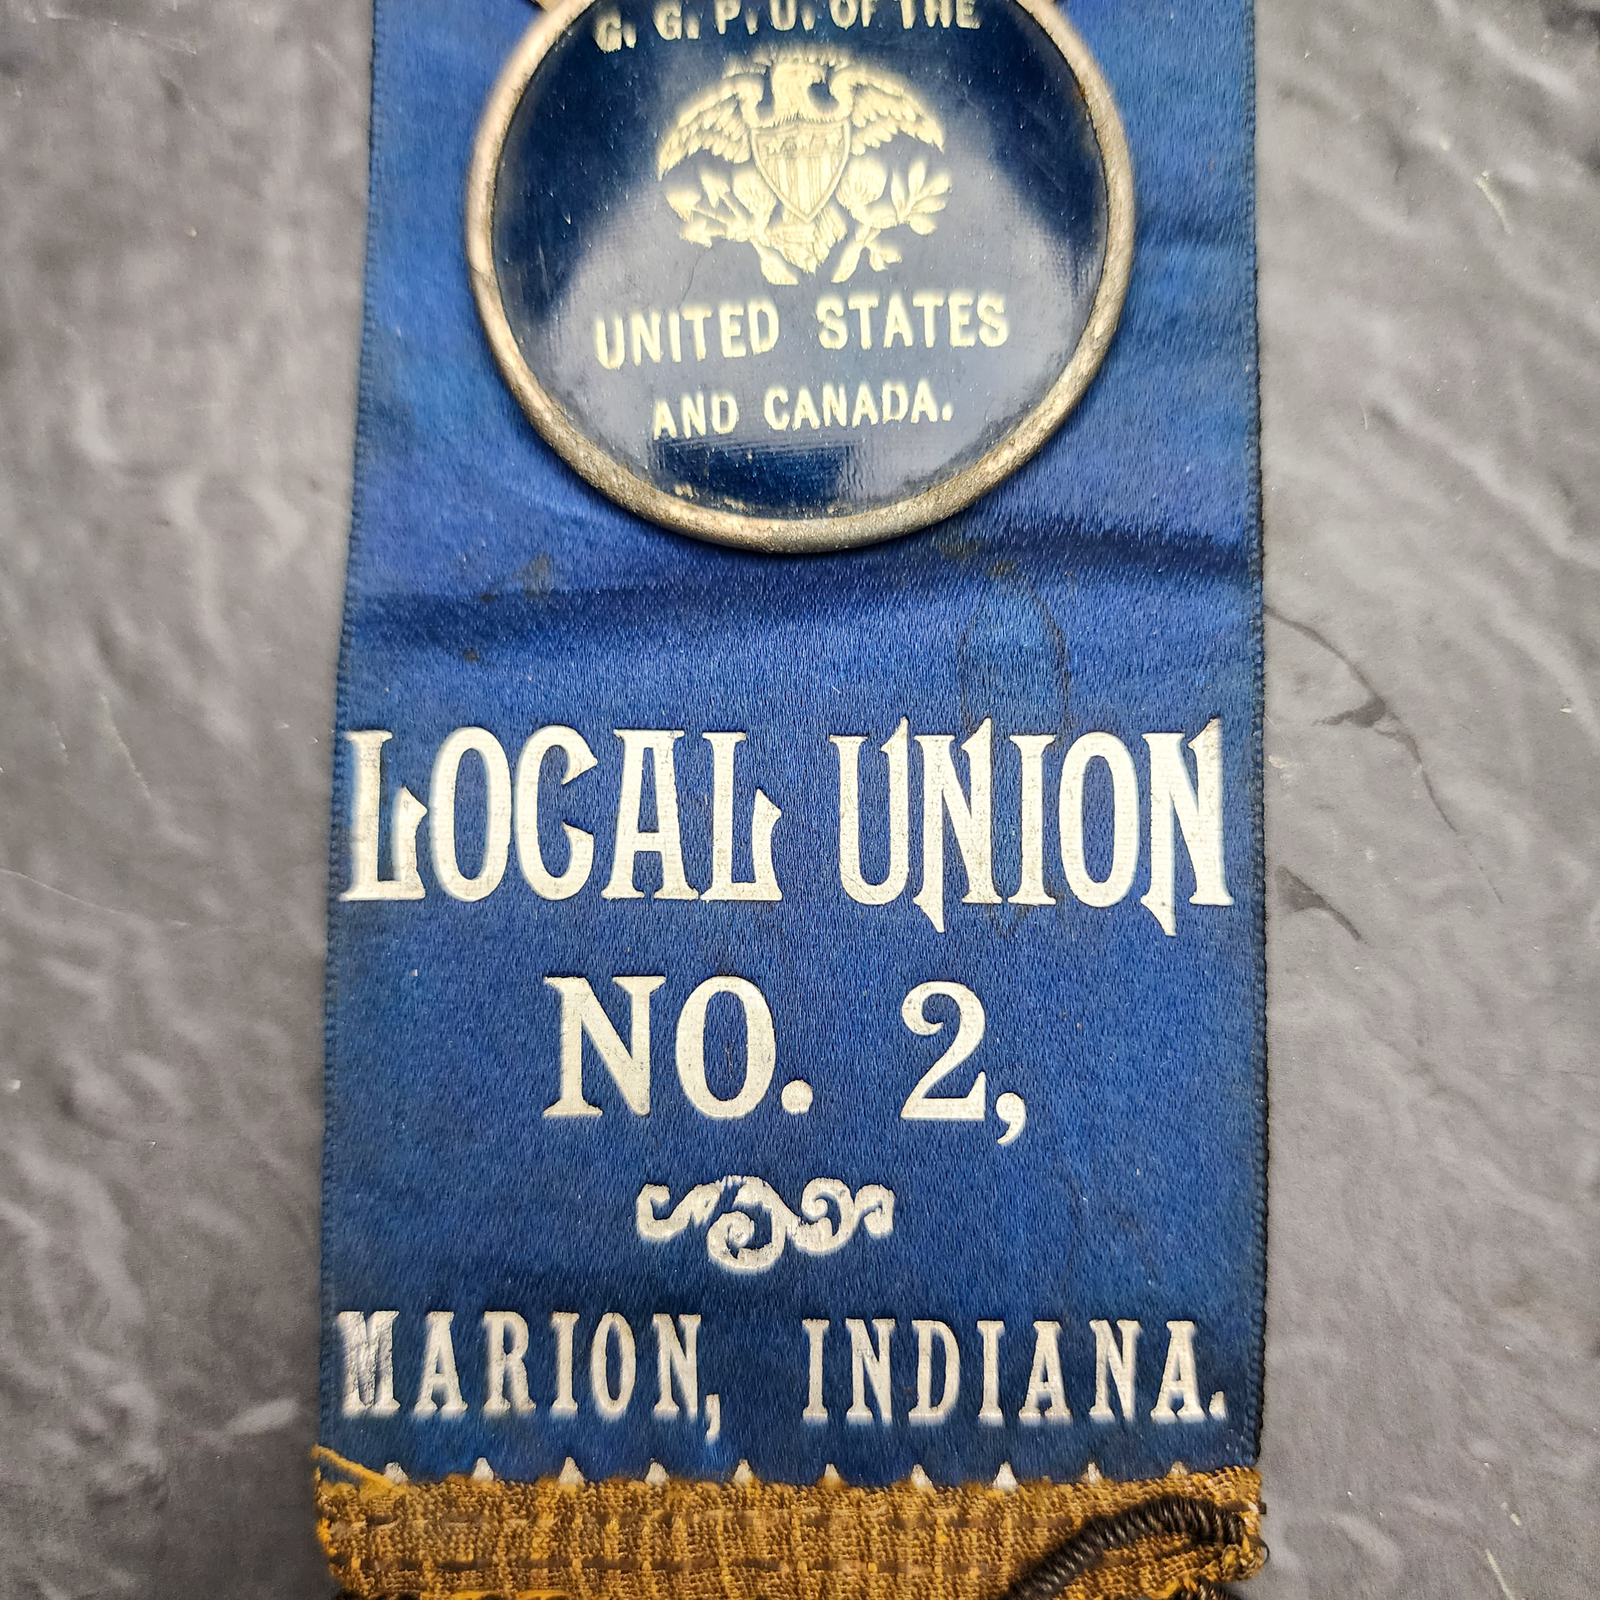 G. G. P. U. OF THE
UNITED STATES
AND CANADA.
LOCAL UNION
NO. 2,
MARION, INDIANA.